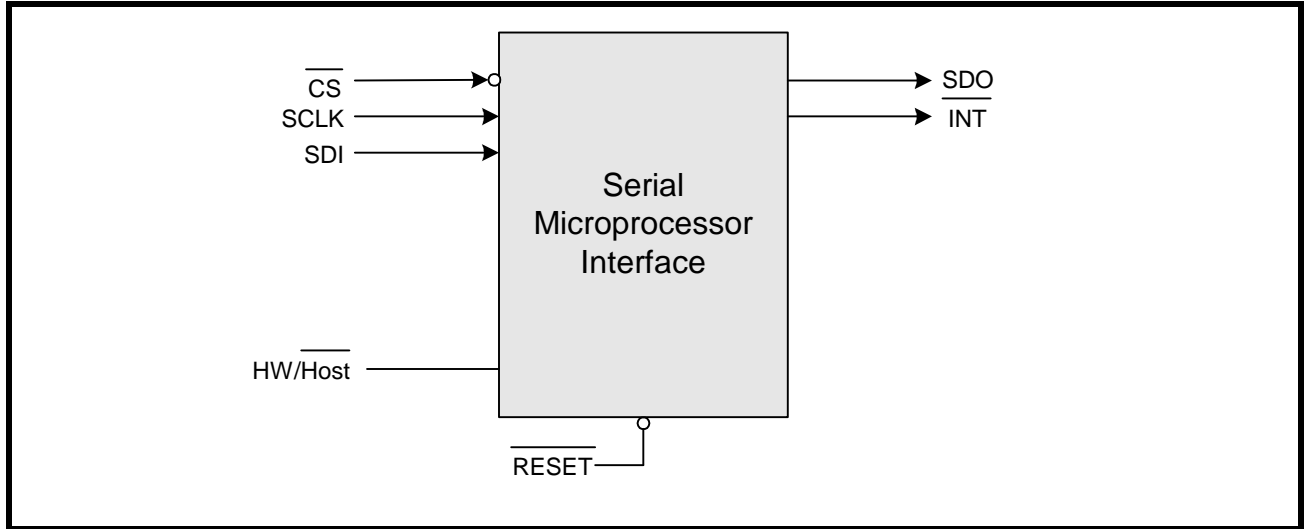 CS
SCLK
SDI
SDO
INT
Serial
Microprocessor
Interface
HW/Host
RESET